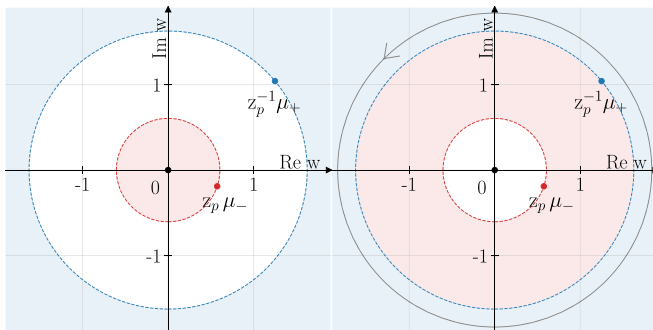 Im w
1
z_p^{-1} μ_+
Re w
-1
0
1
z_p μ_-
-1
Im w
1
z_p^{-1} μ_+
Re w
-1
0
1
z_p μ_-
-1